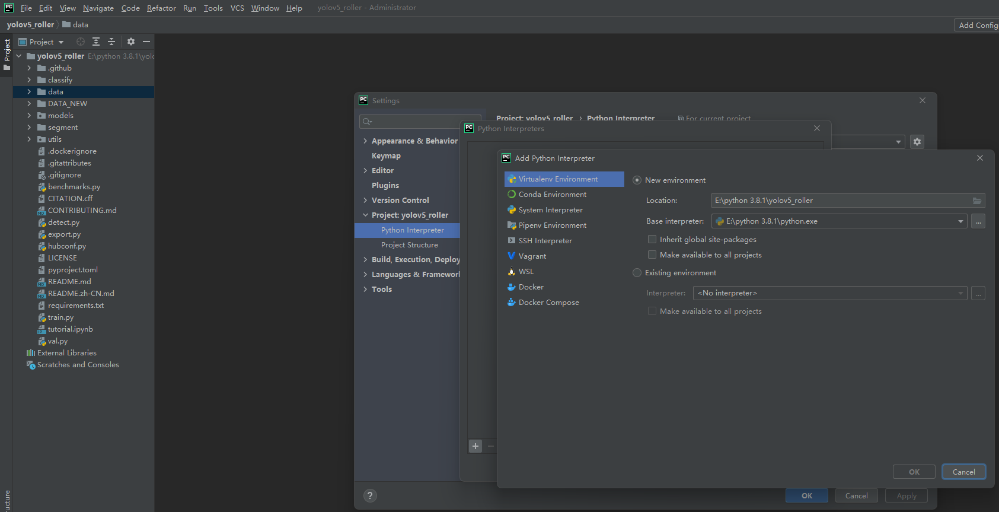 PC File Edit View Navigate Code Refactor Run Tools VCS Window Help yolov5_roller - Administrator
yolov5_roller data Add Config
Project
Project
yolov5_roller E:\python 3.8.1\yolo
.github
classify
data
DATA_NEW
models
segment
utils
.dockerignore
.gitattributes
.gitignore
benchmarks.py
CITATION.cff
CONTRIBUTING.md
detect.py
export.py
hubconf.py
LICENSE
pyproject.toml
README.md
README.zh-CN.md
requirements.txt
train.py
tutorial.ipynb
val.py
External Libraries
Scratches and Consoles
ructure
PC Settings
Appearance & Behavior
Keymap
Editor
Plugins
Version Control
Project: yolov5_roller
Python Interpreter
Project Structure
Build, Execution, Deploy
Languages & Framework
Tools
Project: yolov5_roller › Python Interpreter For current project
PC Python Interpreters
PC Add Python Interpreter
Virtualenv Environment
Conda Environment
System Interpreter
Pipenv Environment
SSH Interpreter
Vagrant
WSL
Docker
Docker Compose
New environment
Location: E:\python 3.8.1\yolov5_roller
Base interpreter: E:\python 3.8.1\python.exe ...
Inherit global site-packages
Make available to all projects
Existing environment
Interpreter: <No interpreter> ...
Make available to all projects
OK Cancel
? OK Cancel Apply